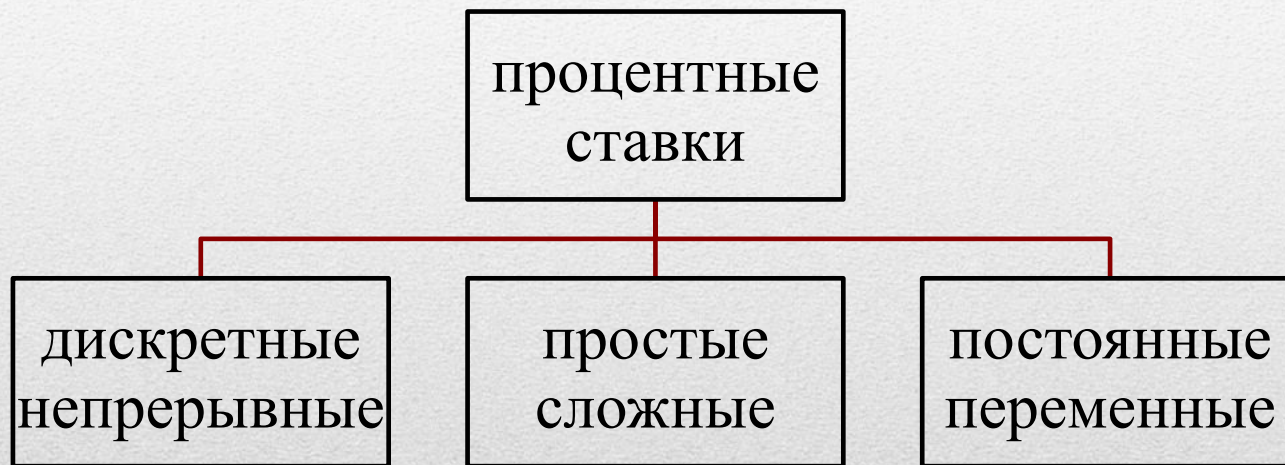 процентные
ставки
дискретные
непрерывные
простые
сложные
постоянные
переменные